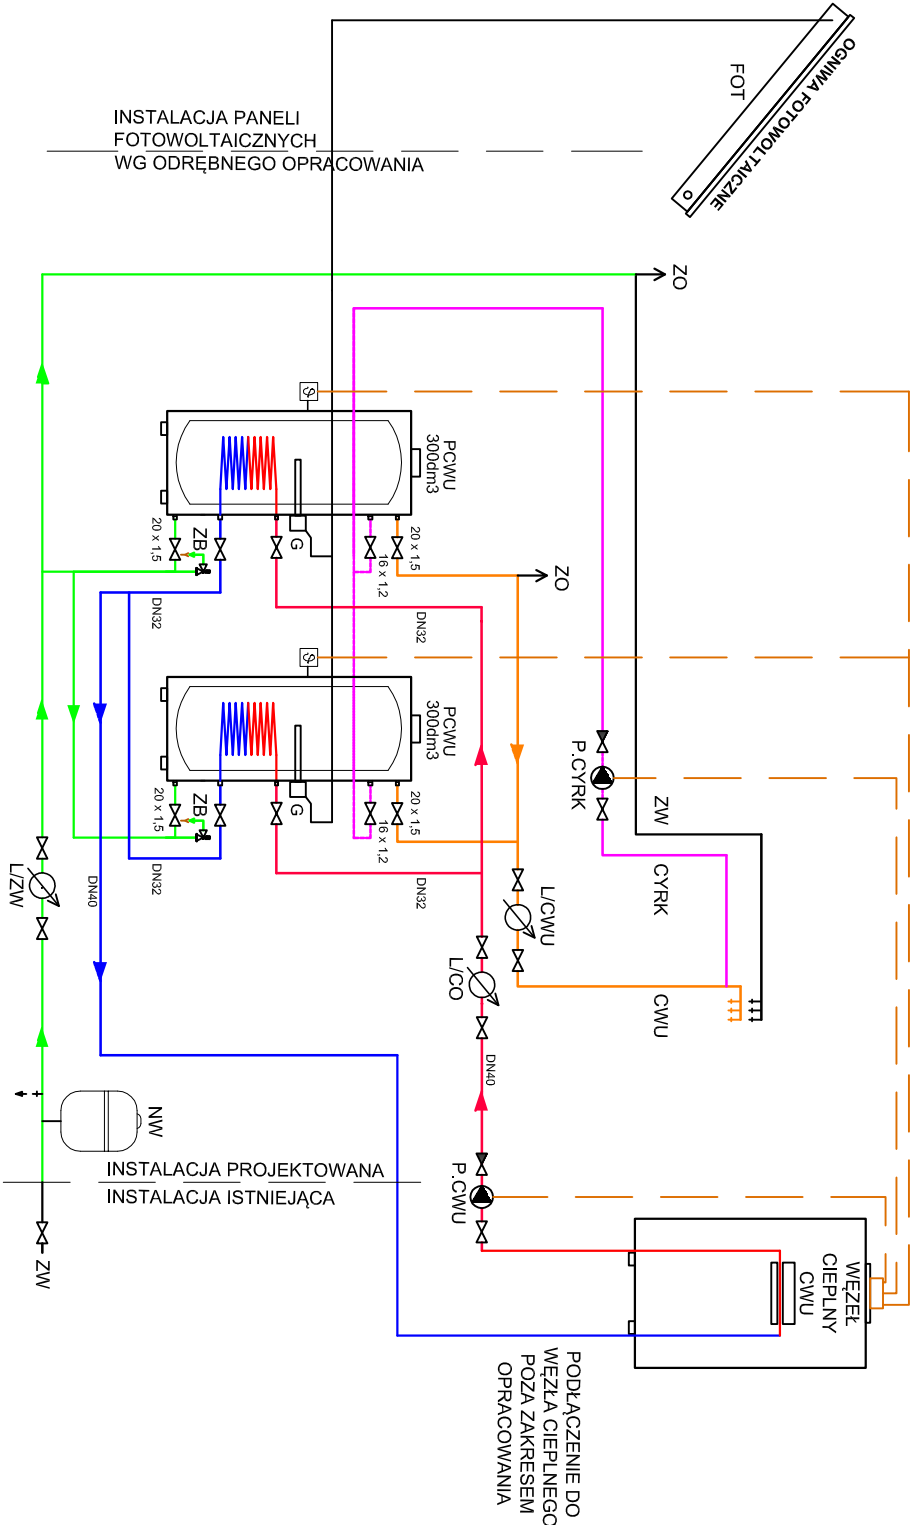 OGNIWA FOTOWOLTAICZNE
FOT
INSTALACJA PANELI
FOTOWOLTAICZNYCH
WG ODRĘBNEGO OPRACOWANIA
ZO
PCWU
300dm3
20 x 1,5
ZB
G
16 x 1,2
20 x 1,5
ZO
DN32
DN32
PCWU
300dm3
P.CYRK
ZW
20 x 1,5
ZB
G
16 x 1,2
20 x 1,5
L/ZW
DN40
DN32
DN32
L/CWU
CYRK
L/CO
CWU
DN40
NW
INSTALACJA PROJEKTOWANA
INSTALACJA ISTNIEJĄCA
P.CWU
ZW
WĘZEŁ
CIEPLNY
CWU
PODŁĄCZENIE DO
WĘZŁA CIEPLNEGO
POZA ZAKRESEM
OPRACOWANIA